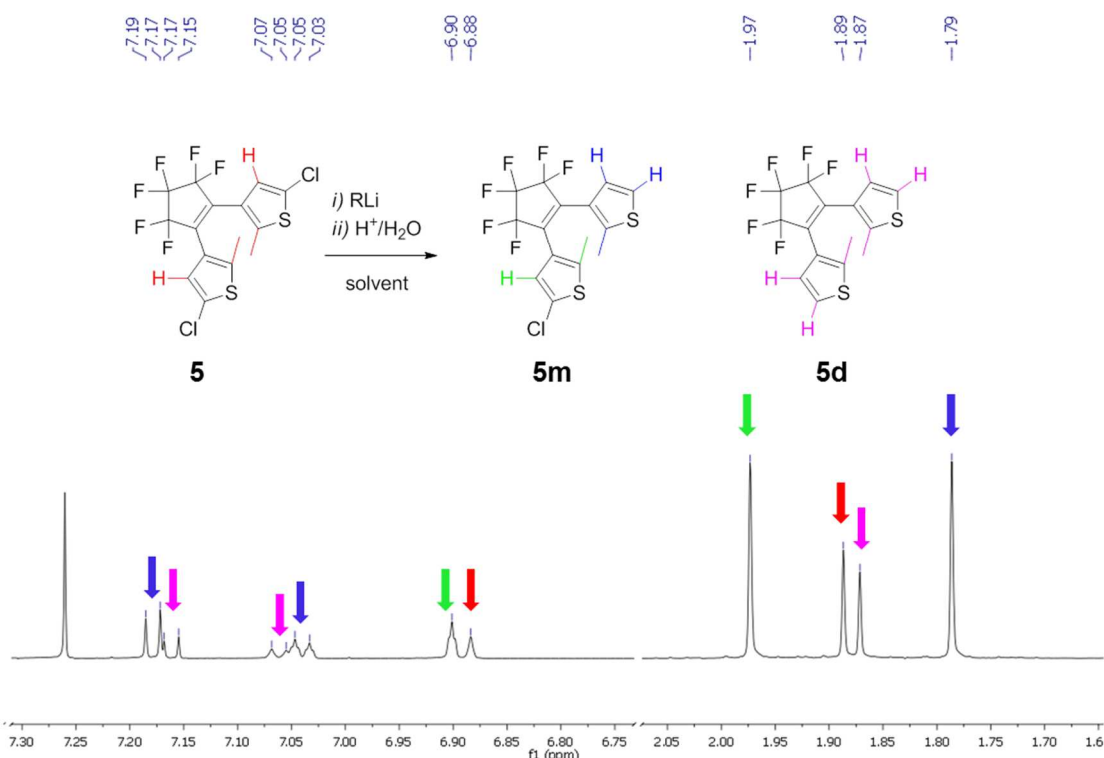 7.19 7.17 7.17 7.15 7.07 7.05 7.05 7.03 6.90 6.88 1.97 1.89 1.87 1.79
F F H F F H H F F H H
F F Cl F F F F
F S F S F S
F F F F F F
i) RLi
ii) H+/H2O
solvent
H S H S H S
Cl Cl H
5 5m 5d
7.30 7.25 7.20 7.15 7.10 7.05 7.00 6.95 6.90 6.85 6.80 6.75 2.05 2.00 1.95 1.90 1.85 1.80 1.75 1.70 1.6
f1 (ppm)